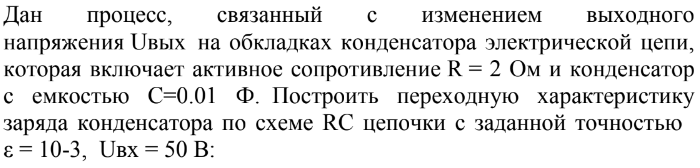 Дан процесс, связанный с изменением выходного
напряжения Uвых на обкладках конденсатора электрической цепи,
которая включает активное сопротивление R = 2 Ом и конденсатор
с емкостью C=0.01 Ф. Построить переходную характеристику
заряда конденсатора по схеме RC цепочки с заданной точностью
ε = 10-3, Uвх = 50 В: